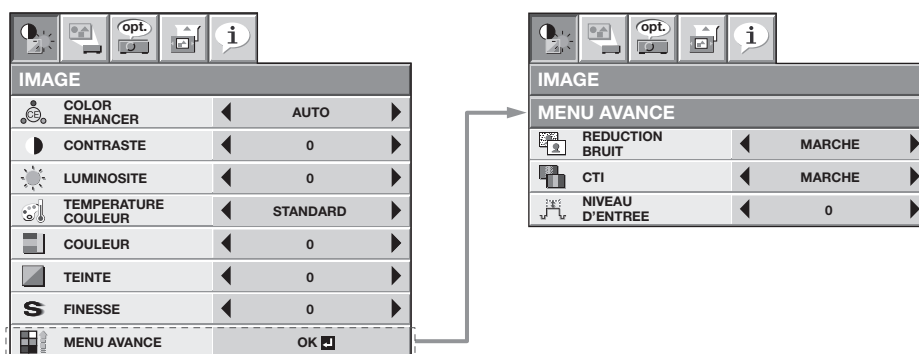 opt.
i
IMAGE
COLOR
ENHANCER
AUTO
CONTRASTE
0
LUMINOSITE
0
TEMPERATURE
COULEUR
STANDARD
COULEUR
0
TEINTE
0
S FINESSE
0
MENU AVANCE
OK
CE
opt.
i
IMAGE
MENU AVANCE
REDUCTION
BRUIT
MARCHE
CTI
MARCHE
NIVEAU
D'ENTREE
0